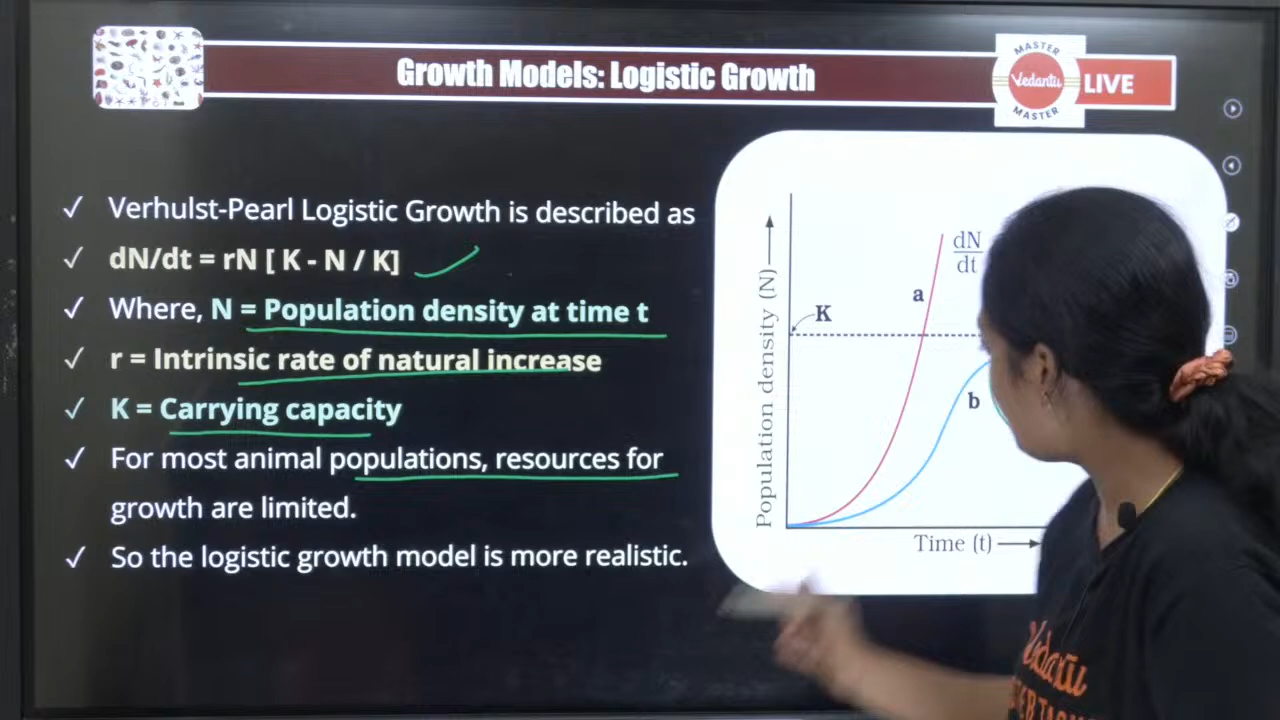 Growth Models: Logistic Growth
MASTER
Vedantu
MASTER
LIVE
✓ Verhulst-Pearl Logistic Growth is described as
✓ dN/dt = rN [ K - N / K]
✓ Where, N = Population density at time t
✓ r = Intrinsic rate of natural increase
✓ K = Carrying capacity
✓ For most animal populations, resources for
growth are limited.
✓ So the logistic growth model is more realistic.
Population density (N)
K
a
dN
dt
b
Time (t)
Vedantu